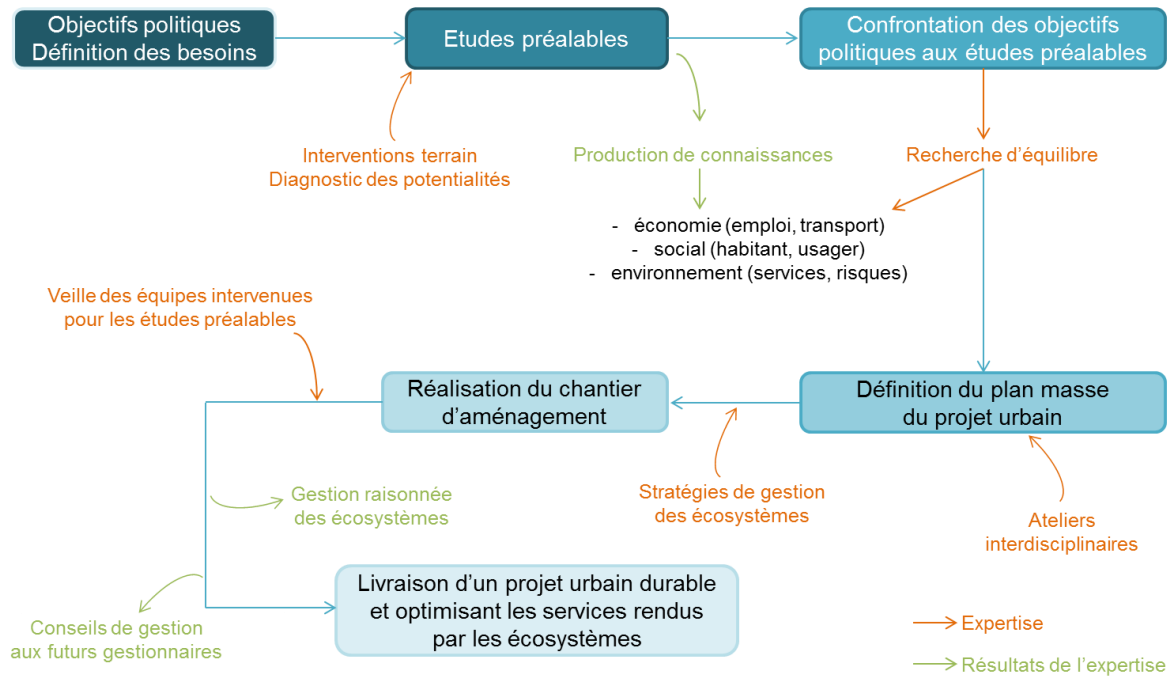 Objectifs politiques
Définition des besoins
Etudes préalables
Confrontation des objectifs
politiques aux études préalables
Interventions terrain
Diagnostic des potentialités
Production de connaissances
Recherche d'équilibre
- économie (emploi, transport)
- social (habitant, usager)
- environnement (services, risques)
Veille des équipes intervenues
pour les études préalables
Réalisation du chantier
d'aménagement
Définition du plan masse
du projet urbain
Gestion raisonnée
des écosystèmes
Stratégies de gestion
des écosystèmes
Ateliers
interdisciplinaires
Livraison d'un projet urbain durable
et optimisant les services rendus
par les écosystèmes
Conseils de gestion
aux futurs gestionnaires
Expertise
Résultats de l'expertise